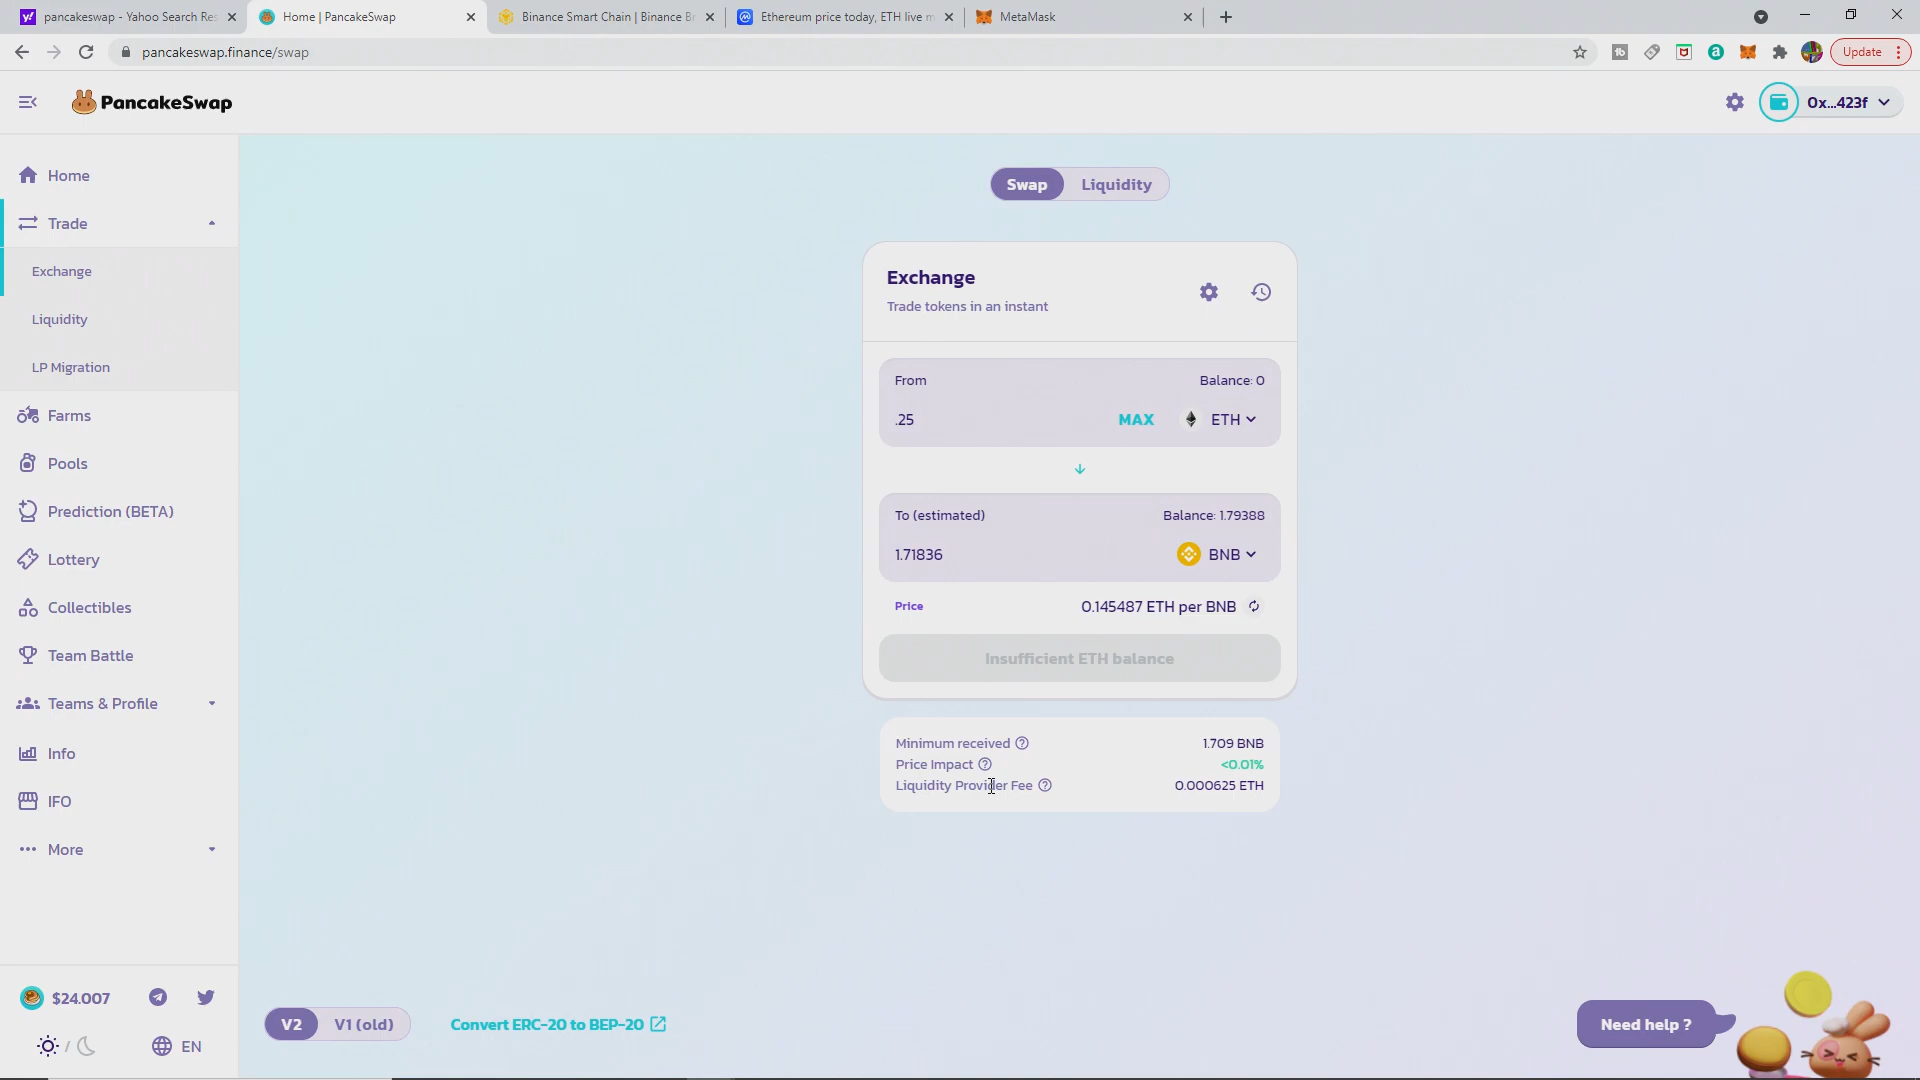 pancakeswap - Yahoo Search Res
Home | PancakeSwap
Binance Smart Chain | Binance Br
Ethereum price today, ETH live m
MetaMask
pancakeswap.finance/swap
Update
PancakeSwap
0x...423f
Home
Trade
Exchange
Liquidity
LP Migration
Farms
Pools
Prediction (BETA)
Lottery
Collectibles
Team Battle
Teams & Profile
Info
IFO
More
$24.007
EN
Swap
Liquidity
Exchange
Trade tokens in an instant
From
Balance: 0
.25
MAX
ETH
To (estimated)
Balance: 1.79388
1.71836
BNB
Price
0.145487 ETH per BNB
Insufficient ETH balance
Minimum received
1.709 BNB
Price Impact
<0.01%
Liquidity Provider Fee
0.000625 ETH
V2
V1 (old)
Convert ERC-20 to BEP-20
Need help ?